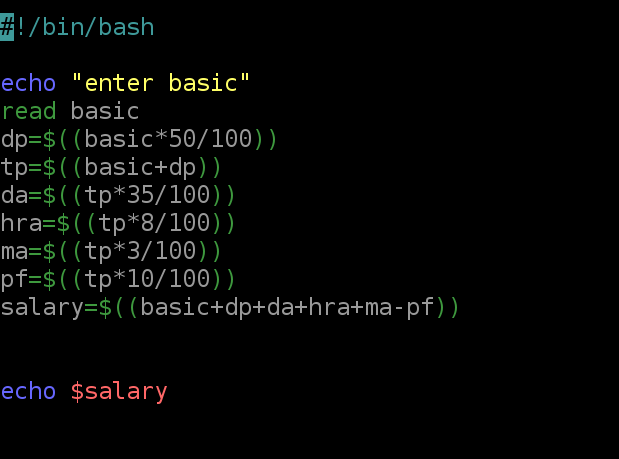 #!/bin/bash
echo "enter basic"
read basic
dp=$((basic*50/100))
tp=$((basic+dp))
da=$((tp*35/100))
hra=$((tp*8/100))
ma=$((tp*3/100))
pf=$((tp*10/100))
salary=$((basic+dp+da+hra+ma-pf))
echo $salary